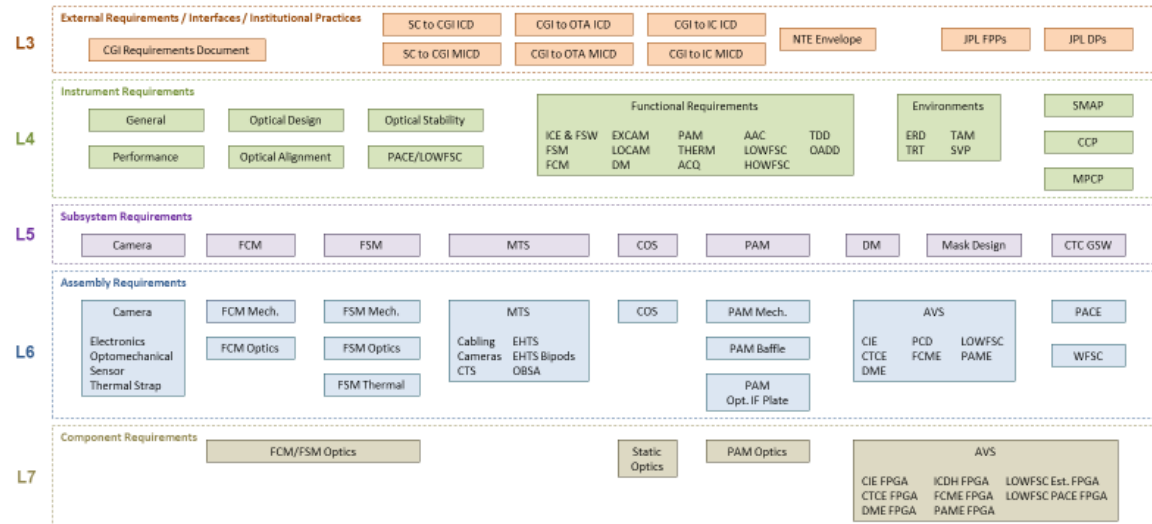 L3
External Requirements / Interfaces / Institutional Practices
CGI Requirements Document
SC to CGI ICD
CGI to OTA ICD
CGI to IC ICD
SC to CGI MICD
CGI to OTA MICD
CGI to IC MICD
NTE Envelope
JPL FPPs
JPL DPs
L4
Instrument Requirements
General
Optical Design
Optical Stability
Performance
Optical Alignment
PACE/LOWFSC
Functional Requirements
ICE & FSW EXCAM PAM AAC TDD
FSM LOCAM THERM LOWFSC OADD
FCM DM ACQ HOWFSC
Environments
ERD TAM
TRT SVP
SMAP
CCP
MPCP
L5
Subsystem Requirements
Camera
FCM
FSM
MTS
COS
PAM
DM
Mask Design
CTC GSW
L6
Assembly Requirements
Camera
Electronics
Optomechanical
Sensor
Thermal Strap
FCM Mech.
FCM Optics
FSM Mech.
FSM Optics
FSM Thermal
MTS
Cabling EHTS
Cameras EHTS Bipods
CTS OBSA
COS
PAM Mech.
PAM Baffle
PAM
Opt. IF Plate
AVS
CIE PCD LOWFSC
CTCE FCME PAME
DME
PACE
WFSC
L7
Component Requirements
FCM/FSM Optics
Static
Optics
PAM Optics
AVS
CIE FPGA ICDH FPGA LOWFSC Est. FPGA
CTCE FPGA FCME FPGA LOWFSC PACE FPGA
DME FPGA PAME FPGA